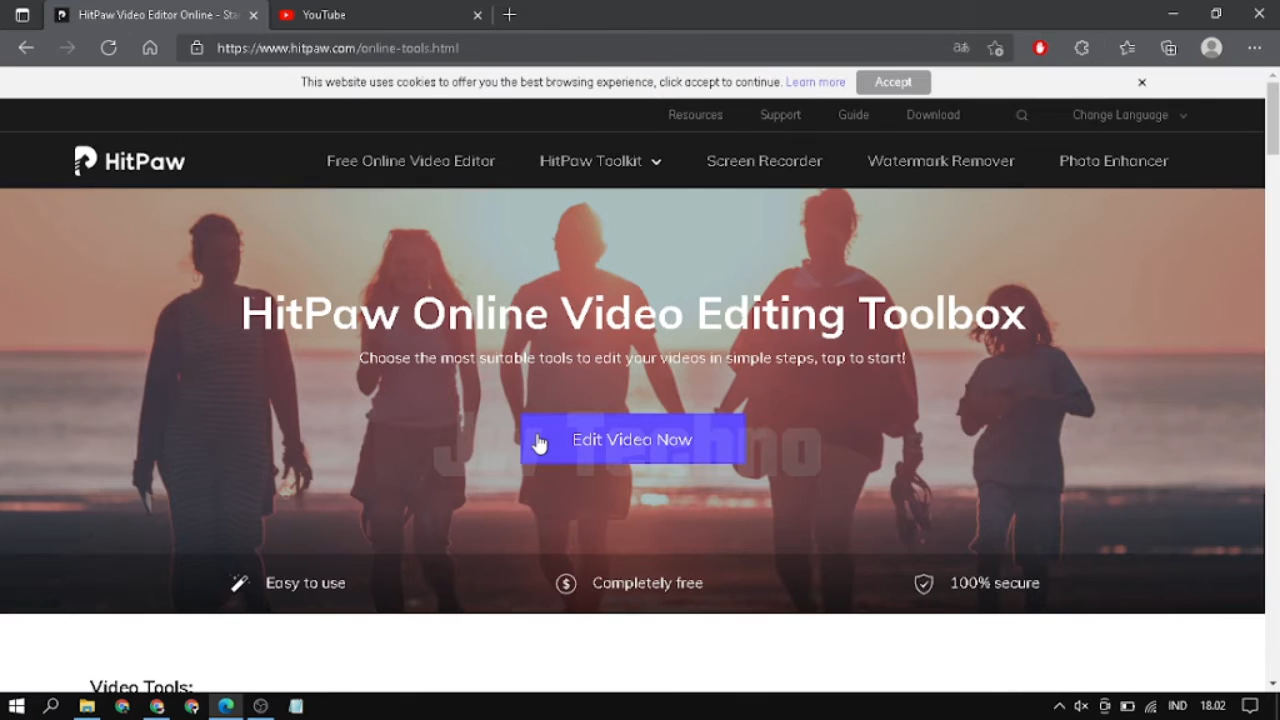 HitPaw Video Editor Online - Sta
YouTube
https://www.hitpaw.com/online-tools.html
This website uses cookies to offer you the best browsing experience, click accept to continue. Learn more
Accept
Resources
Support
Guide
Download
Change Language
HitPaw
Free Online Video Editor
HitPaw Toolkit
Screen Recorder
Watermark Remover
Photo Enhancer
HitPaw Online Video Editing Toolbox
Choose the most suitable tools to edit your videos in simple steps, tap to start!
Edit Video Now
Techno
Easy to use
Completely free
100% secure
Video Tools:
IND
18.02